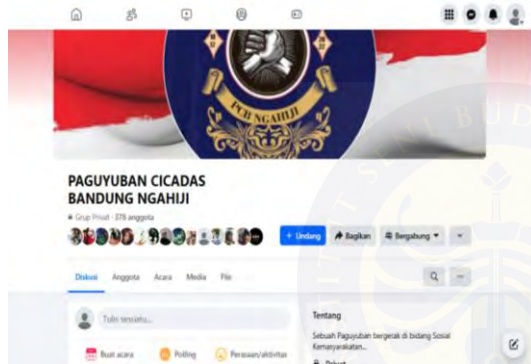 PCB NGAHIJI
PAGUYUBAN CICADAS
BANDUNG NGAHIJI
Grup Privat · 378 anggota
+ Undang
Bagikan
Bergabung
Diskusi
Anggota
Acara
Media
File
Tulis sesuatu...
Buat acara
Polling
Perasaan/aktivitas
Tentang
Sebuah Paguyuban bergerak di bidang Sosial
Kemasyarakatan...
Privat